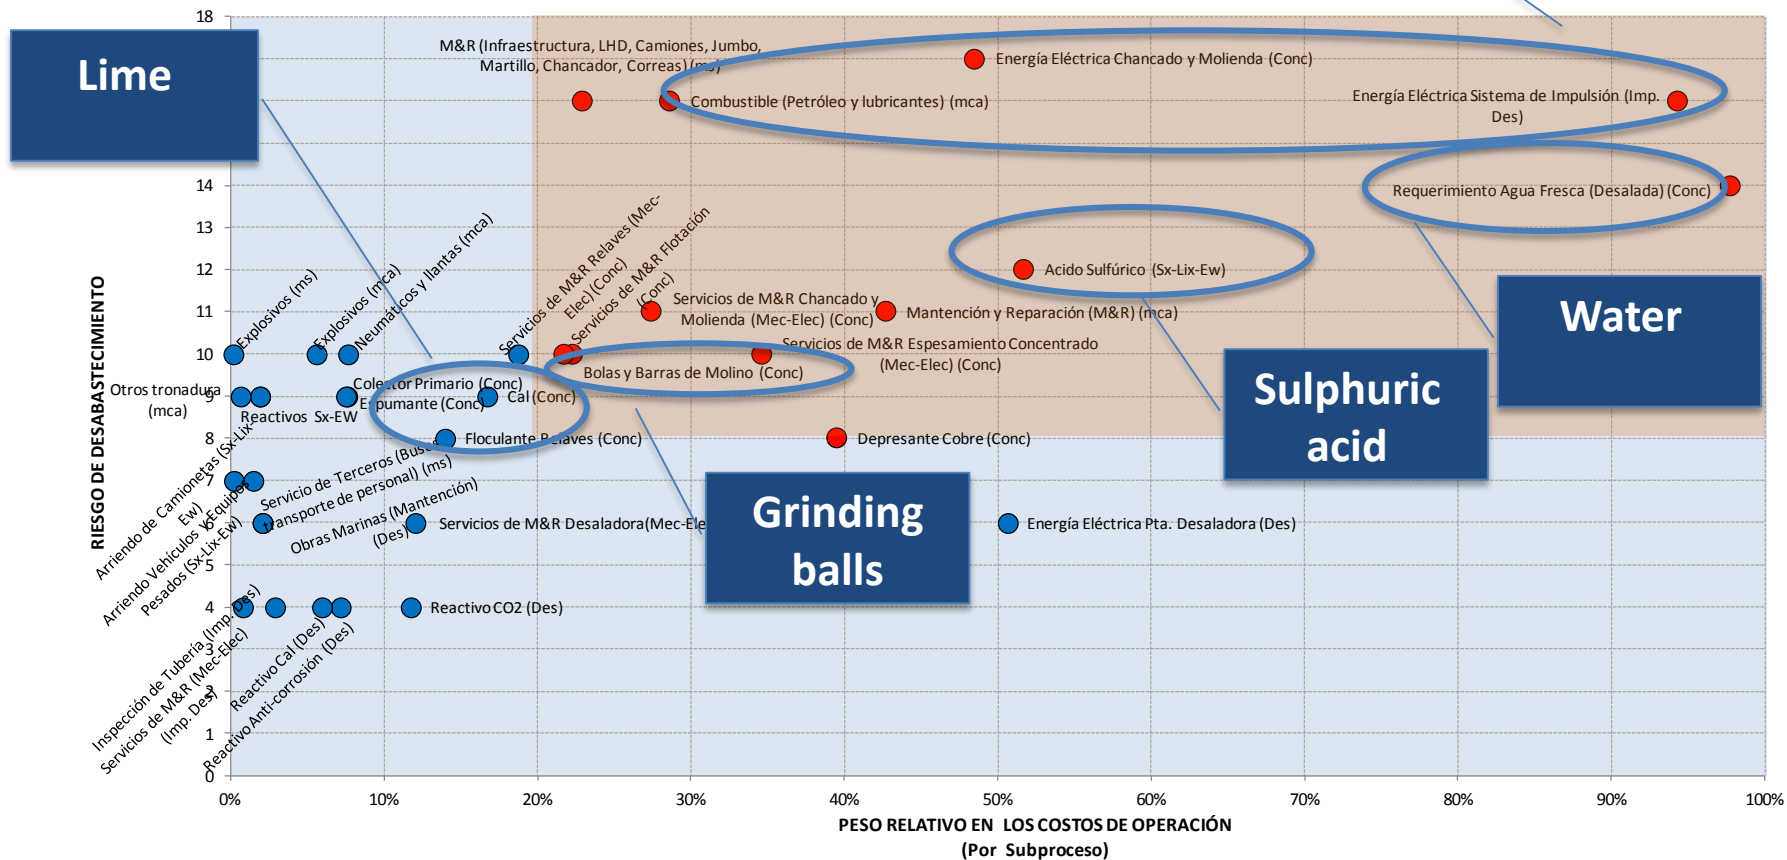 18
Lime
M&R (Infraestructura, LHD, Camiones, Jumbo,
Martillo, Chancador, Correas) (ms)
Energía Eléctrica Chancado y Molienda (Conc)
Combustible (Petróleo y lubricantes) (mca)
Energía Eléctrica Sistema de Impulsión (Imp.
Des)
14
Requerimiento Agua Fresca (Desalada) (Conc)
13
12
Acido Sulfúrico (Sx-Lix-Ew)
Water
11
Explosivos (ms)
Explosivos (mca)
Neumáticos y llantas (mca)
Servicios de M&R Relaves (Mec-
Elec) (Conc)
Servicios de M&R Flotación
(Conc)
Servicios de M&R Chancado y
Molienda (Mec-Elec) (Conc)
Mantención y Reparación (M&R) (mca)
10
Servicios de M&R Espesamiento Concentrado
(Mec-Elec) (Conc)
Bolas y Barras de Molino (Conc)
Sulphuric
acid
Otros tronadura
(mca)
9
Reactivos Sx-EW
Colector Primario (Conc)
Espumante (Conc)
Cal (Conc)
8
Floculante Relaves (Conc)
Depresante Cobre (Conc)
7
Arriendo de Camionetas (Sx-Lix-
Ew)
Arriendo Vehículos y Equipos
Pesados (Sx-Lix-Ew)
Servicio de Terceros (Buses
transporte de personal) (ms)
6
Obras Marinas (Mantención)
(Des)
Servicios de M&R Desaladora(Mec-Ele
Energía Eléctrica Pta. Desaladora (Des)
Grinding
balls
5
4
Reactivo CO2 (Des)
Inspección de Tubería (Imp. Des)
Servicios de M&R (Mec-Elec)
(Imp. Des)
Reactivo Cal (Des)
Reactivo Anti-corrosión (Des)
3
2
1
0
RIESGO DE DESABASTECIMIENTO
0% 10% 20% 30% 40% 50% 60% 70% 80% 90% 100%
PESO RELATIVO EN LOS COSTOS DE OPERACIÓN
(Por Subproceso)